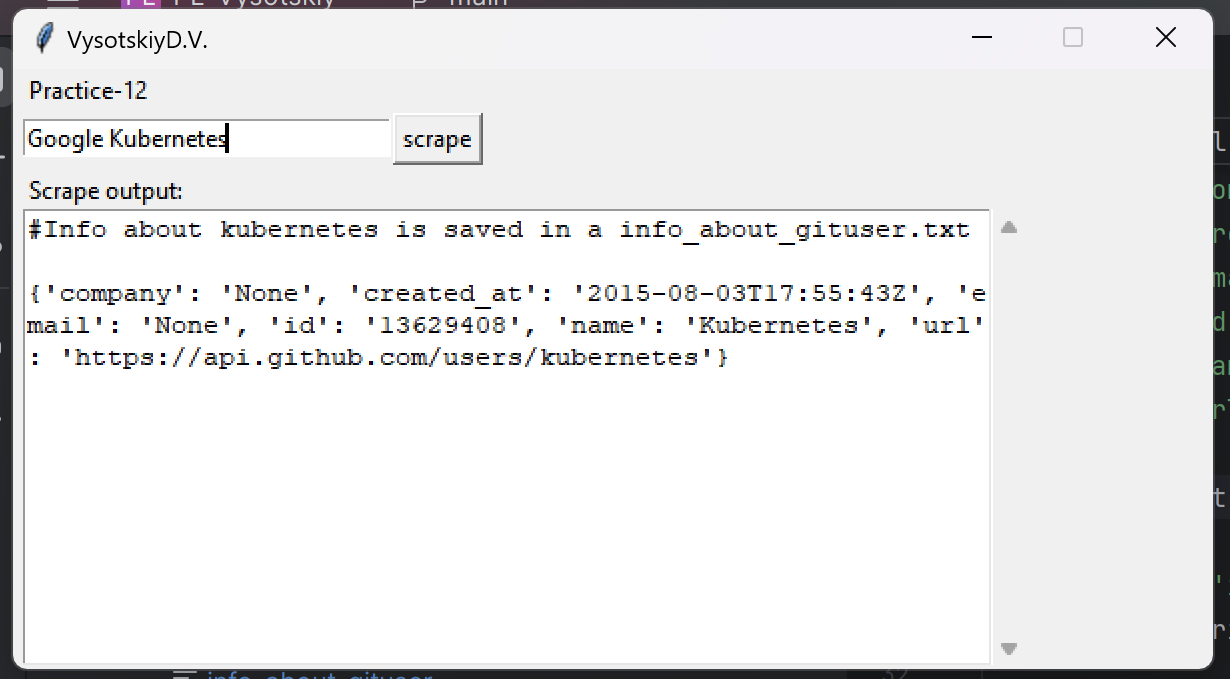 VysotskiyD.V.
Practice-12
Google Kubernetes
scrape
Scrape output:
#Info about kubernetes is saved in a info_about_gituser.txt
{'company': 'None', 'created_at': '2015-08-03T17:55:43Z', 'e
mail': 'None', 'id': '13629408', 'name': 'Kubernetes', 'url'
: 'https://api.github.com/users/kubernetes'}